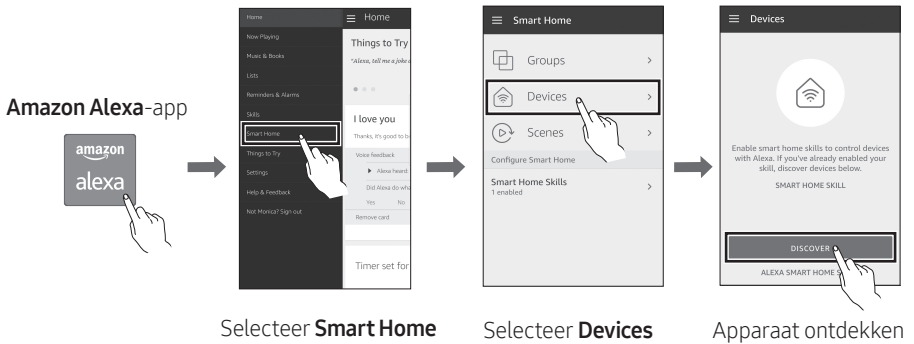 Amazon Alexa-app
amazon
alexa
Home
Now Playing
Music & Books
Lists
Reminders & Alarms
Skills
Smart Home
Things to Try
Settings
Help & Feedback
Not Monica? Sign out
Home
Things to Try
"Alexa, tell me a joke
I love you
Thanks, it's good to
Voice feedback
Alexa heard
Did Alexa do
Yes No
Remove card
Timer set for
Selecteer Smart Home
Smart Home
Groups
Devices
Scenes
Configure Smart Home
Smart Home Skills
1 enabled
Selecteer Devices
Devices
Enable smart home skills to control devices
with Alexa. If you've already enabled your
skill, discover devices below.
SMART HOME SKILL
DISCOVER
ALEXA SMART HOME
Apparaat ontdekken